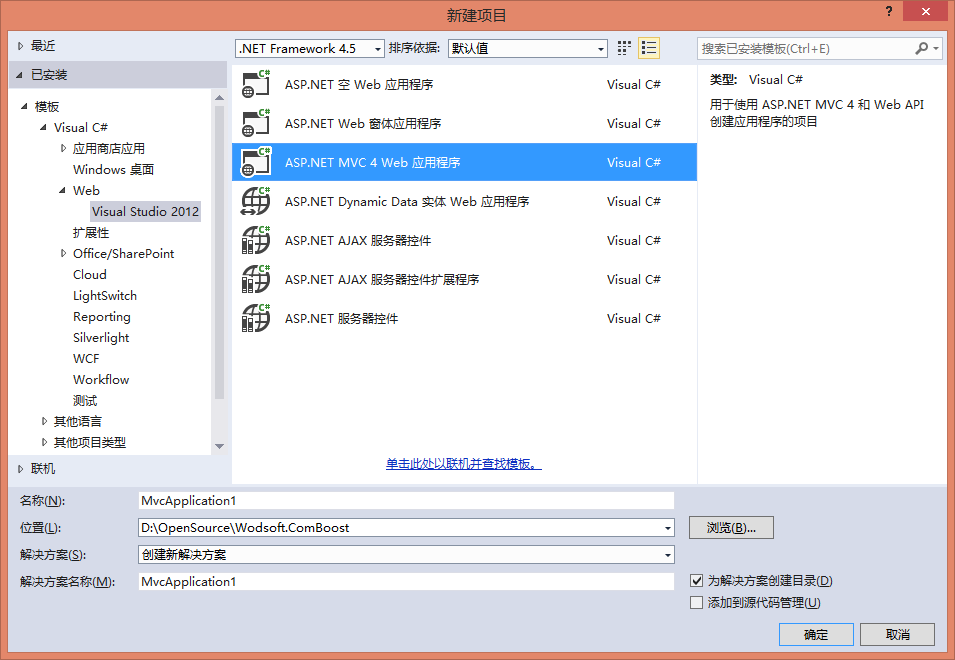 新建项目
?
最近
已安装
模板
Visual C#
应用商店应用
Windows 桌面
Web
Visual Studio 2012
扩展性
Office/SharePoint
Cloud
LightSwitch
Reporting
Silverlight
WCF
Workflow
测试
其他语言
其他项目类型
联机
.NET Framework 4.5 排序依据: 默认值
C# ASP.NET 空 Web 应用程序 Visual C#
C# ASP.NET Web 窗体应用程序 Visual C#
C# ASP.NET MVC 4 Web 应用程序 Visual C#
C# ASP.NET Dynamic Data 实体 Web 应用程序 Visual C#
C# ASP.NET AJAX 服务器控件 Visual C#
C# ASP.NET AJAX 服务器控件扩展程序 Visual C#
C# ASP.NET 服务器控件 Visual C#
单击此处以联机并查找模板。
搜索已安装模板(Ctrl+E)
类型: Visual C#
用于使用 ASP.NET MVC 4 和 Web API
创建应用程序的项目
名称(N): MvcApplication1
位置(L): D:\OpenSource\Wodsoft.ComBoost 浏览(B)...
解决方案(S): 创建新解决方案
解决方案名称(M): MvcApplication1
为解决方案创建目录(D)
添加到源代码管理(U)
确定 取消